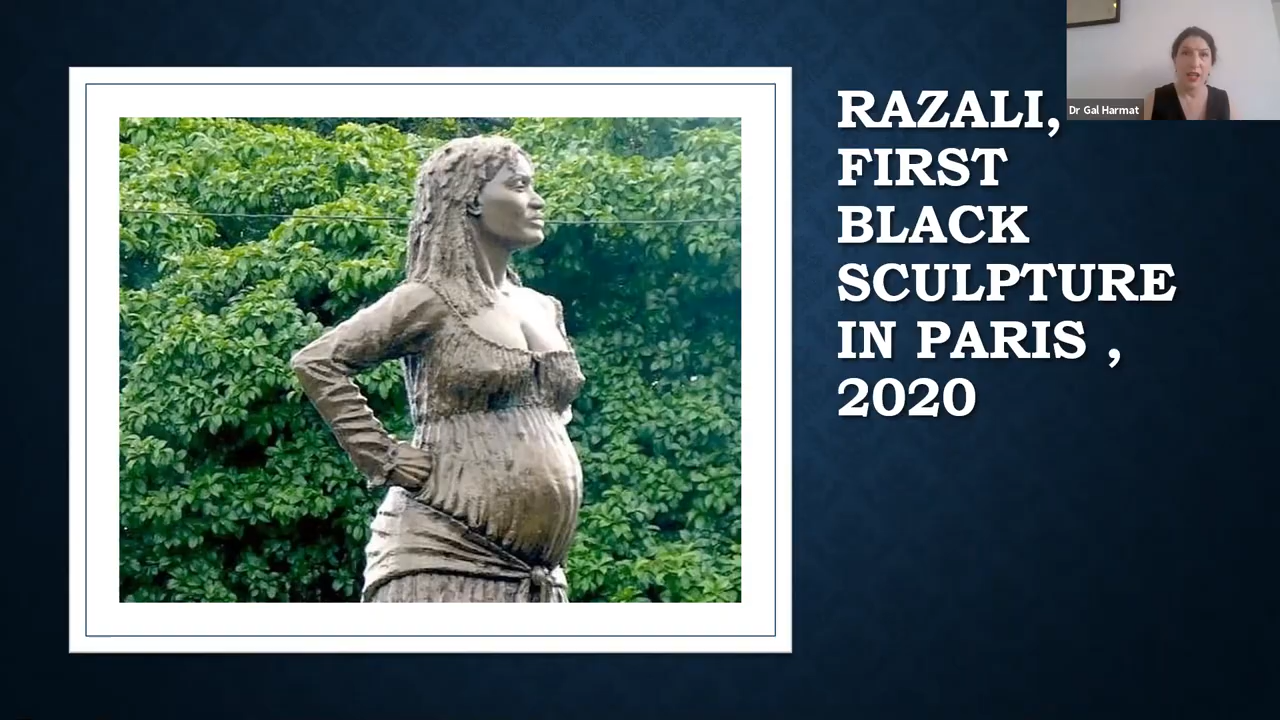 RAZALI,
FIRST
BLACK
SCULPTURE
IN PARIS ,
2020
Dr Gal Harmat